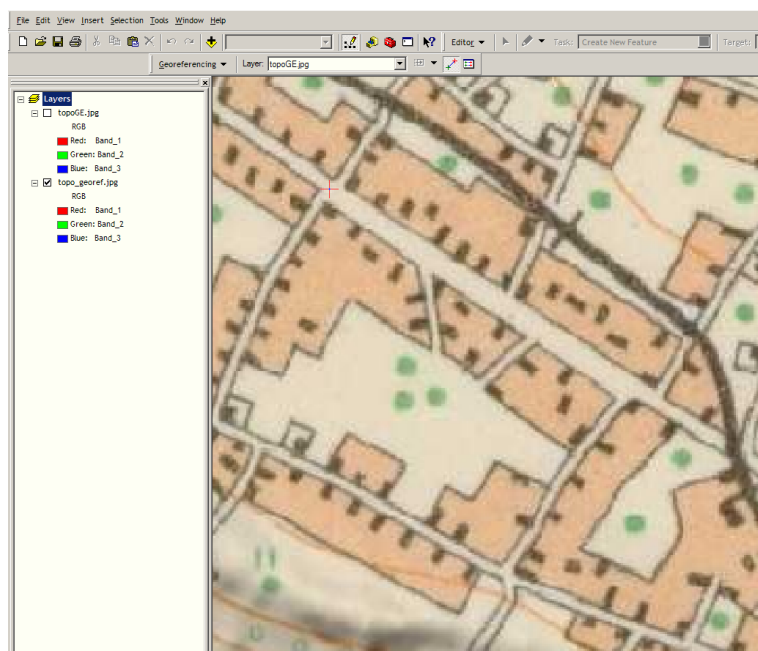 File Edit View Insert Selection Tools Window Help
Editor Task: Create New Feature Target:
Georeferencing Layer: topoGE.jpg
Layers
topoGE.jpg
RGB
Red: Band_1
Green: Band_2
Blue: Band_3
topo_georef.jpg
RGB
Red: Band_1
Green: Band_2
Blue: Band_3